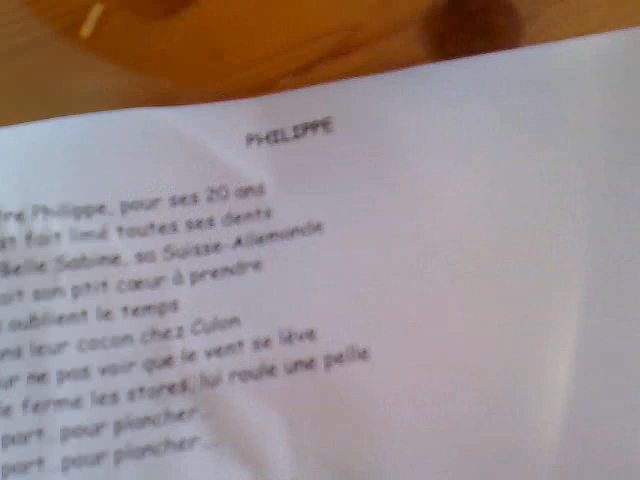 PHILIPPE
Philippe, pour ses 20 ans
fait limé toutes ses dents
Belle Sabine, sa Suisse-Allemande
son ptit cœur à prendre
oublient le temps
leur cocon chez Culon
ne pas voir que le vent se lève
ferme les stores, lui roule une pelle
part pour plancher...
part pour plancher...